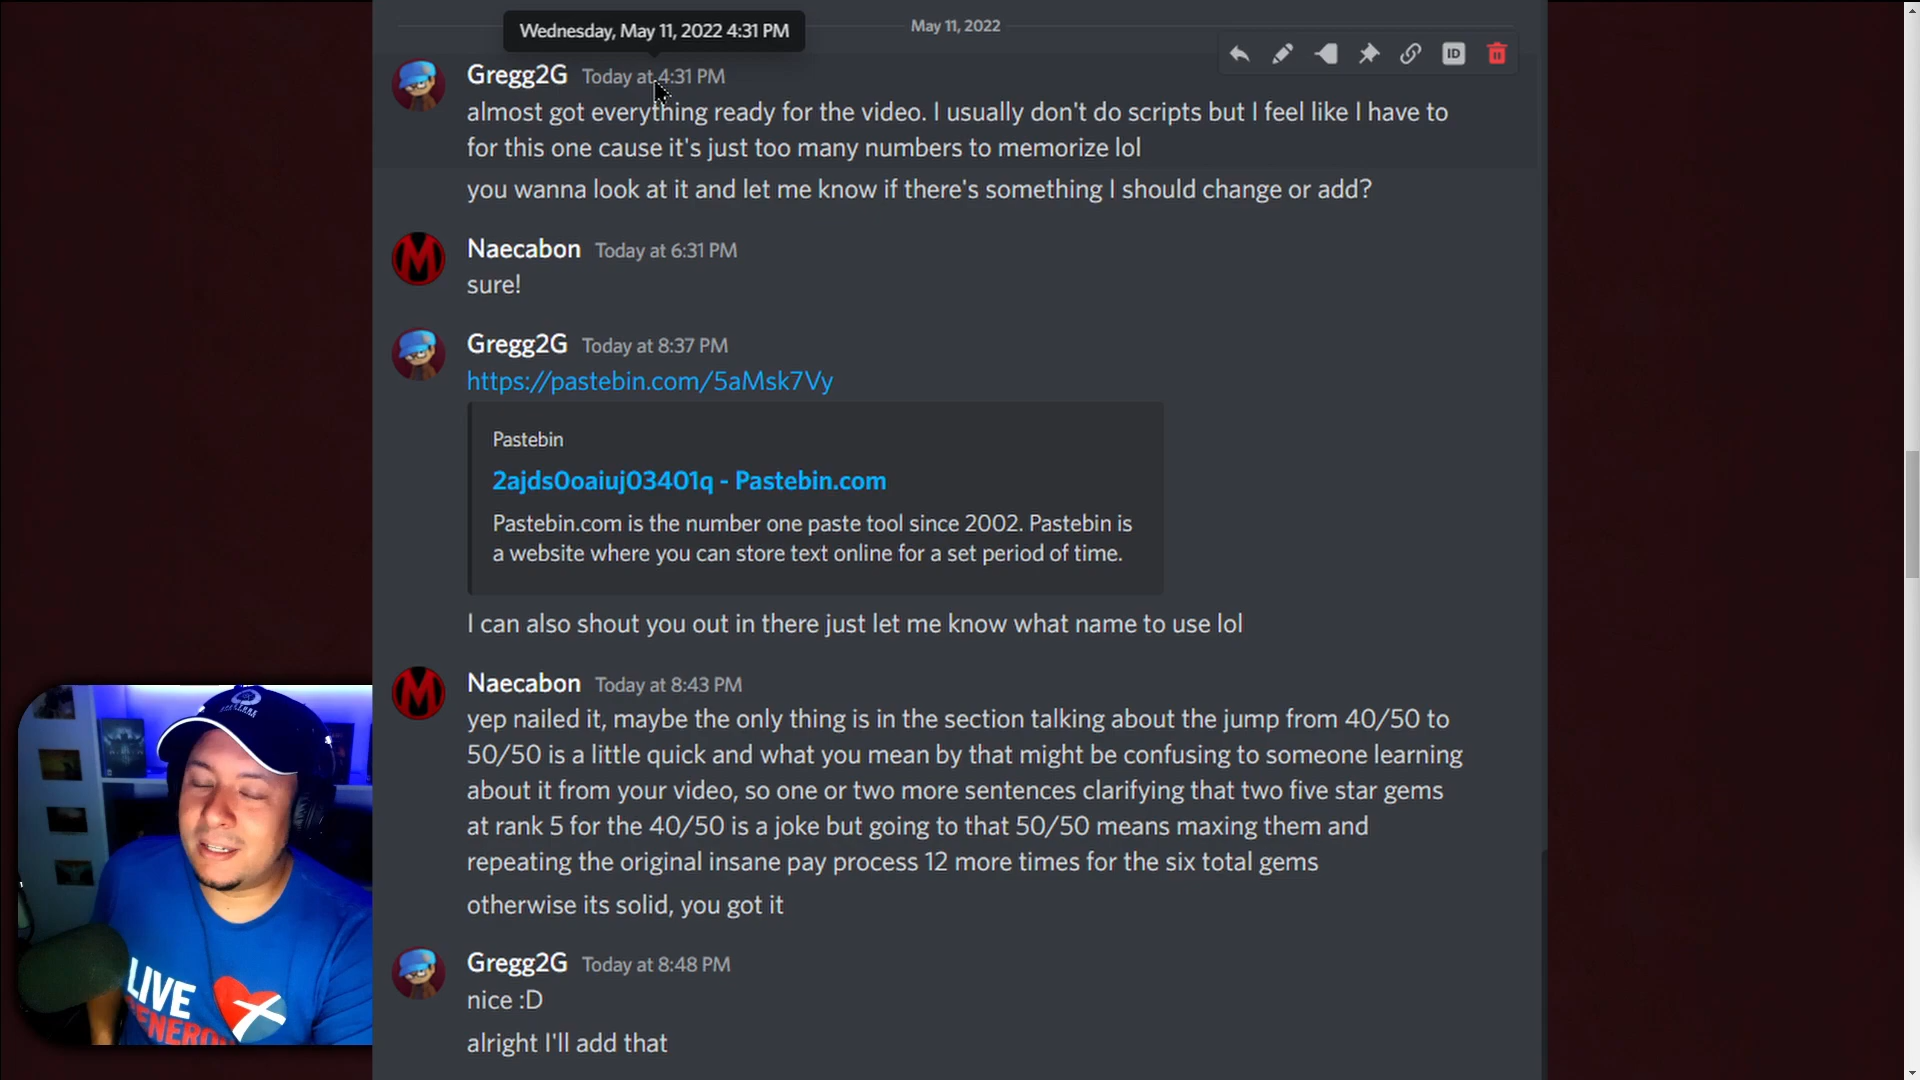 Wednesday, May 11, 2022 4:31 PM
May 11, 2022
Gregg2G Today at 4:31 PM
ID
almost got everything ready for the video. I usually don't do scripts but I feel like I have to
for this one cause it's just too many numbers to memorize lol
you wanna look at it and let me know if there's something I should change or add?
M
Naecabon Today at 6:31 PM
sure!
Gregg2G Today at 8:37 PM
https://pastebin.com/5aMsk7Vy
Pastebin
2ajds0oaiuj03401q - Pastebin.com
Pastebin.com is the number one paste tool since 2002. Pastebin is
a website where you can store text online for a set period of time.
I can also shout you out in there just let me know what name to use lol
M
Naecabon Today at 8:43 PM
yep nailed it, maybe the only thing is in the section talking about the jump from 40/50 to
50/50 is a little quick and what you mean by that might be confusing to someone learning
about it from your video, so one or two more sentences clarifying that two five star gems
at rank 5 for the 40/50 is a joke but going to that 50/50 means maxing them and
repeating the original insane pay process 12 more times for the six total gems
otherwise its solid, you got it
Gregg2G Today at 8:48 PM
nice :D
alright I'll add that
LIVE